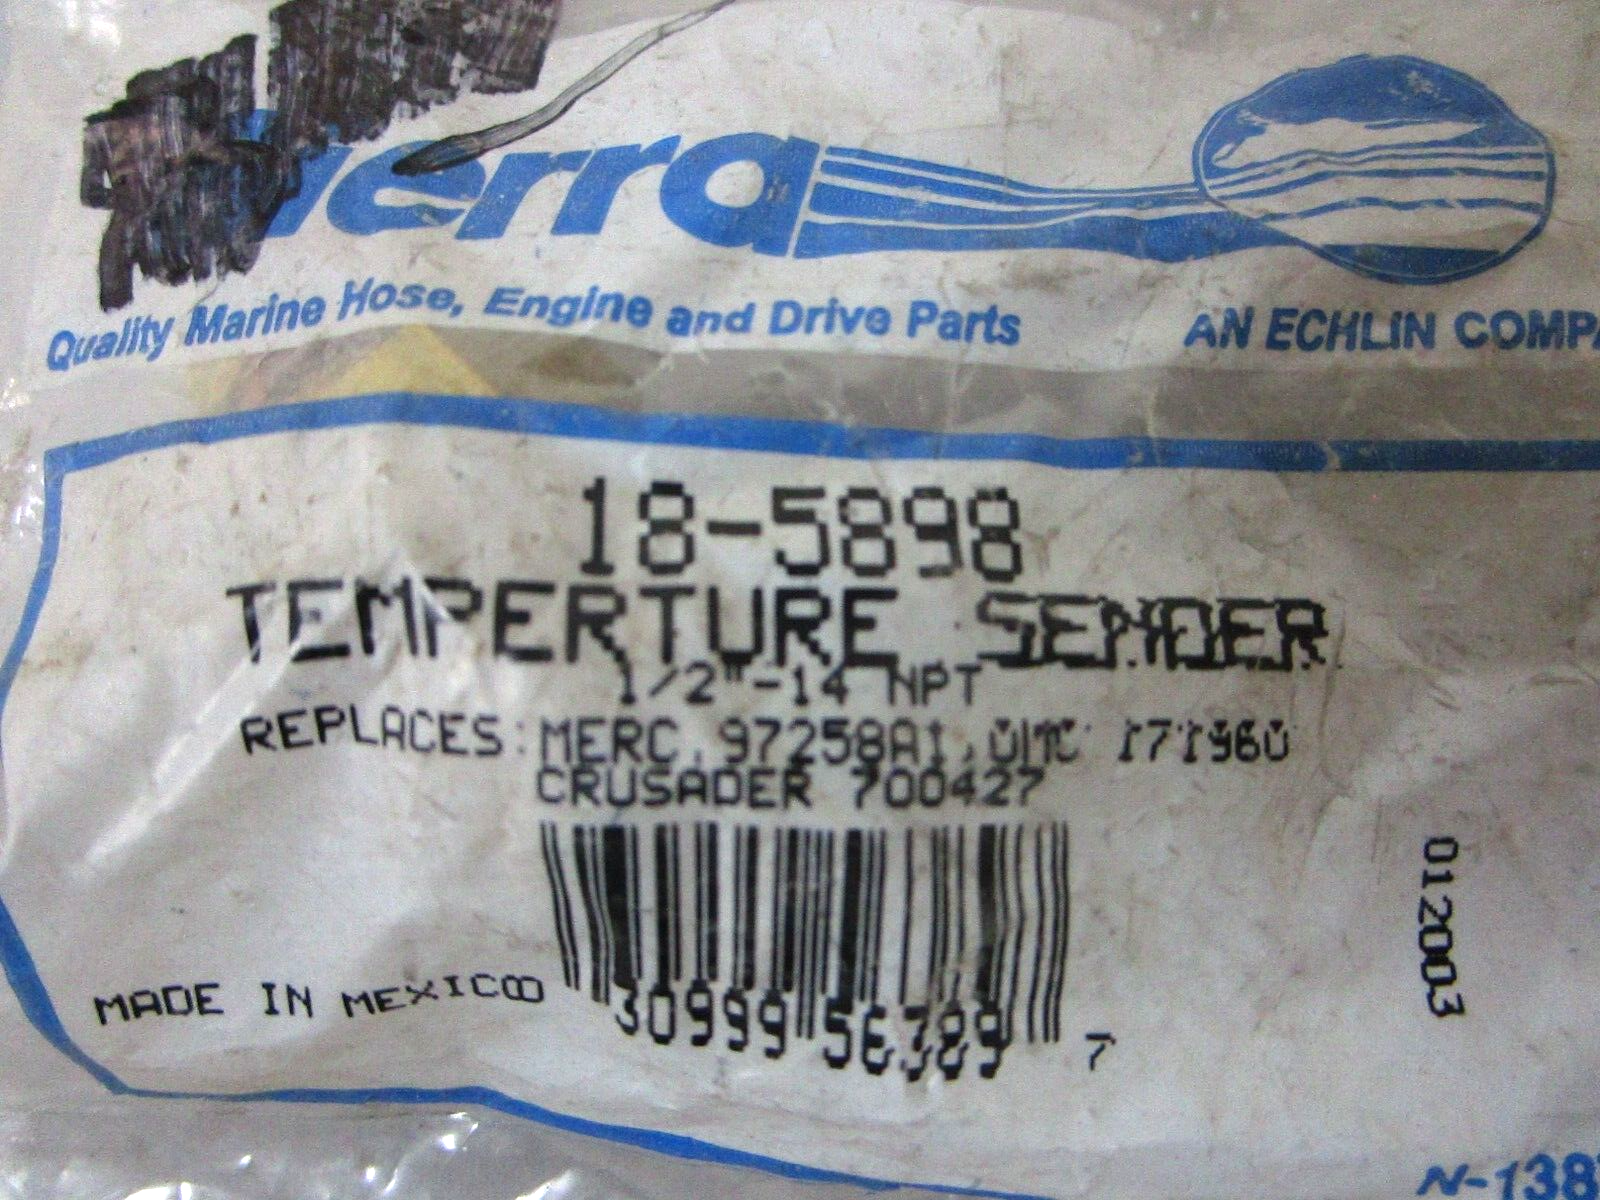 ierra
Quality Marine Hose, Engine and Drive Parts
AN ECHLIN COMPA
18-5898
TEMPERTURE SENDER
1/2"-14 NPT
REPLACES: MERC. 97258A1, OMC 171960
CRUSADER 700427
MADE IN MEXICO
30999 56389 7
012003
N-138